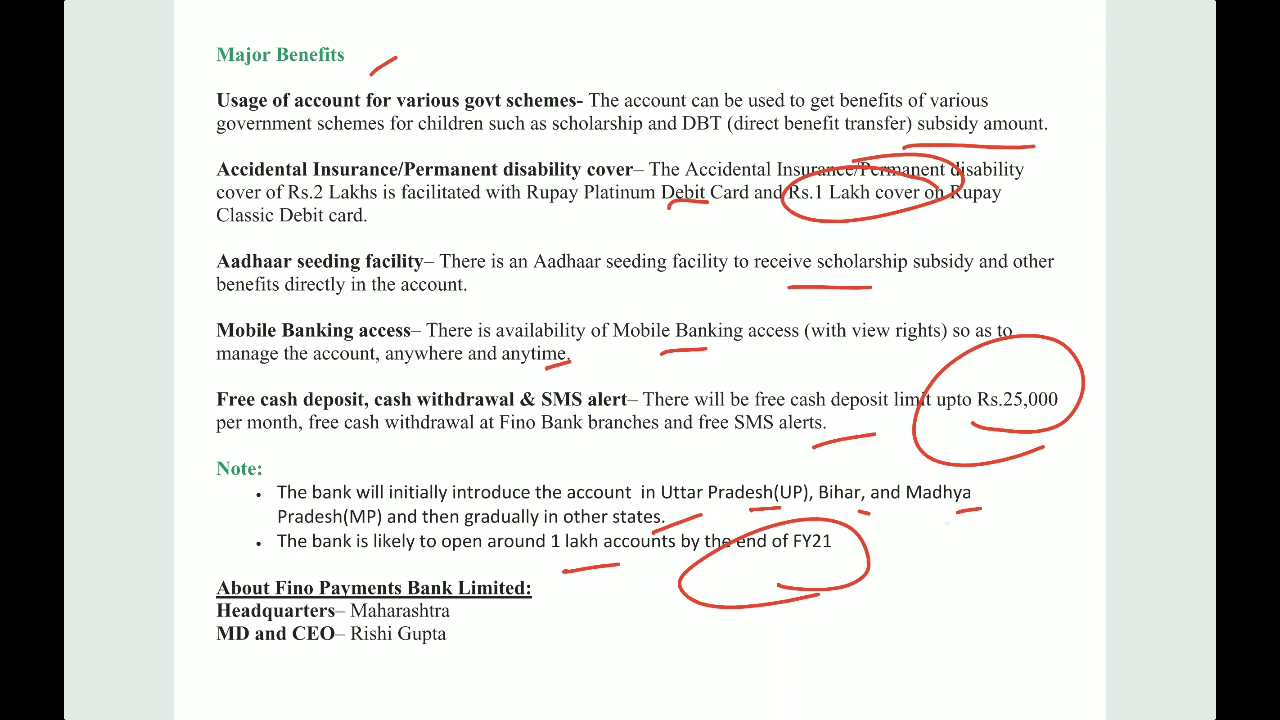 Major Benefits
Usage of account for various govt schemes- The account can be used to get benefits of various
government schemes for children such as scholarship and DBT (direct benefit transfer) subsidy amount.
Accidental Insurance/Permanent disability cover– The Accidental Insurance/Permanent disability
cover of Rs.2 Lakhs is facilitated with Rupay Platinum Debit Card and Rs.1 Lakh cover on Rupay
Classic Debit card.
Aadhaar seeding facility– There is an Aadhaar seeding facility to receive scholarship subsidy and other
benefits directly in the account.
Mobile Banking access– There is availability of Mobile Banking access (with view rights) so as to
manage the account, anywhere and anytime.
Free cash deposit, cash withdrawal & SMS alert– There will be free cash deposit limit upto Rs.25,000
per month, free cash withdrawal at Fino Bank branches and free SMS alerts.
Note:
• The bank will initially introduce the account in Uttar Pradesh(UP), Bihar, and Madhya
Pradesh(MP) and then gradually in other states.
• The bank is likely to open around 1 lakh accounts by the end of FY21
About Fino Payments Bank Limited:
Headquarters– Maharashtra
MD and CEO– Rishi Gupta